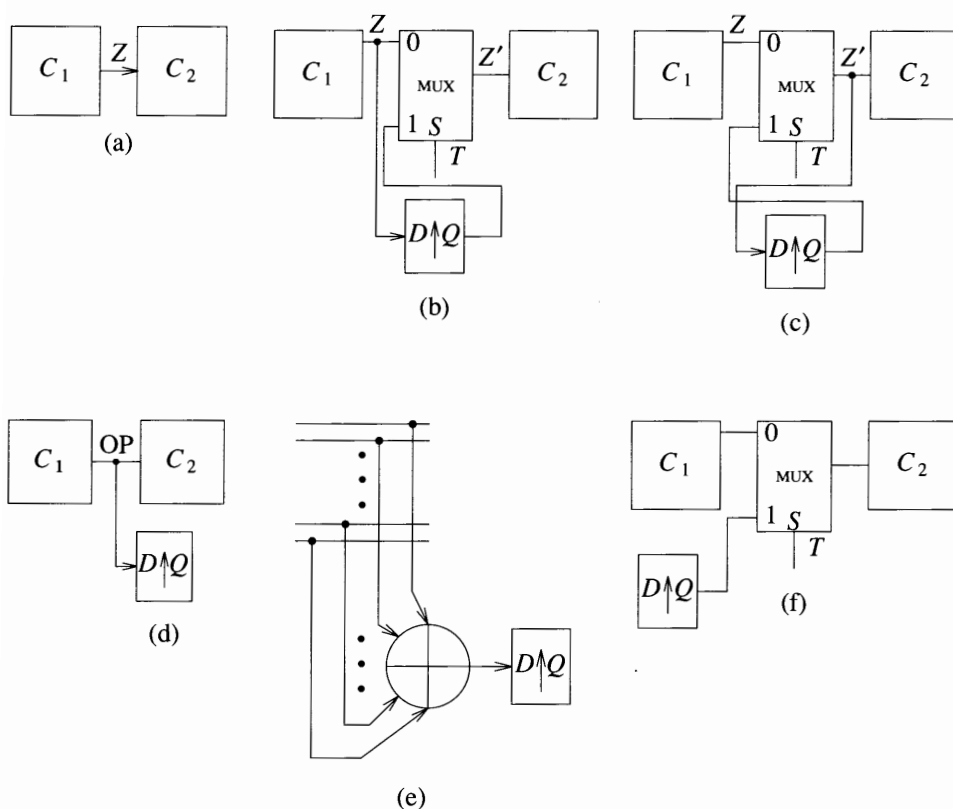 C1 Z C2
(a)
C1 Z 0 MUX 1 S T Z' C2
D Q
(b)
C1 Z 0 MUX 1 S T Z' C2
D Q
(c)
C1 OP C2
D Q
(d)
D Q
(e)
C1 0 MUX 1 S T C2
D Q
(f)